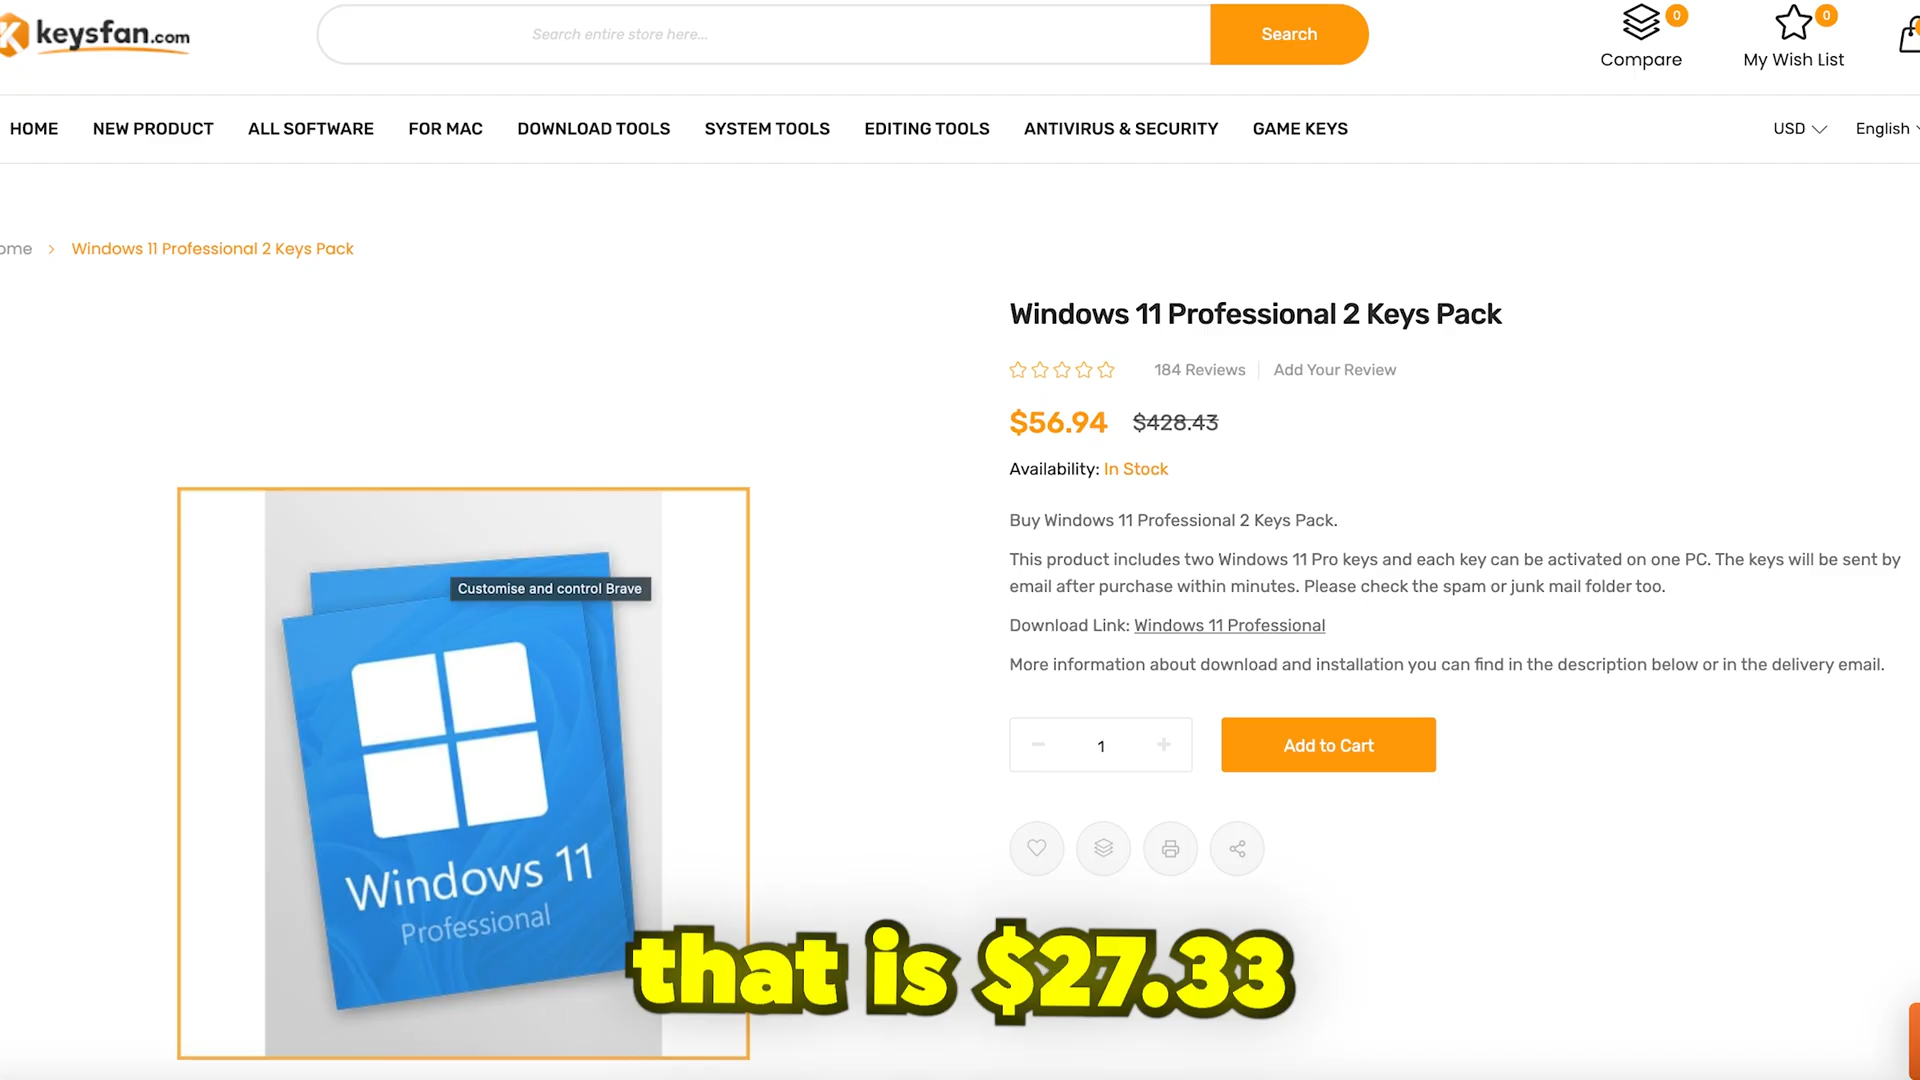 keysfan.com
Search entire store here...
Search
0
Compare
0
My Wish List
HOME NEW PRODUCT ALL SOFTWARE FOR MAC DOWNLOAD TOOLS SYSTEM TOOLS EDITING TOOLS ANTIVIRUS & SECURITY GAME KEYS USD English
ome > Windows 11 Professional 2 Keys Pack
Windows 11 Professional 2 Keys Pack
184 Reviews Add Your Review
$56.94 $428.43
Availability: In Stock
Buy Windows 11 Professional 2 Keys Pack.
This product includes two Windows 11 Pro keys and each key can be activated on one PC. The keys will be sent by
email after purchase within minutes. Please check the spam or junk mail folder too.
Download Link: Windows 11 Professional
More information about download and installation you can find in the description below or in the delivery email.
1
Add to Cart
Customise and control Brave
Windows 11
Professional
that is $27.33